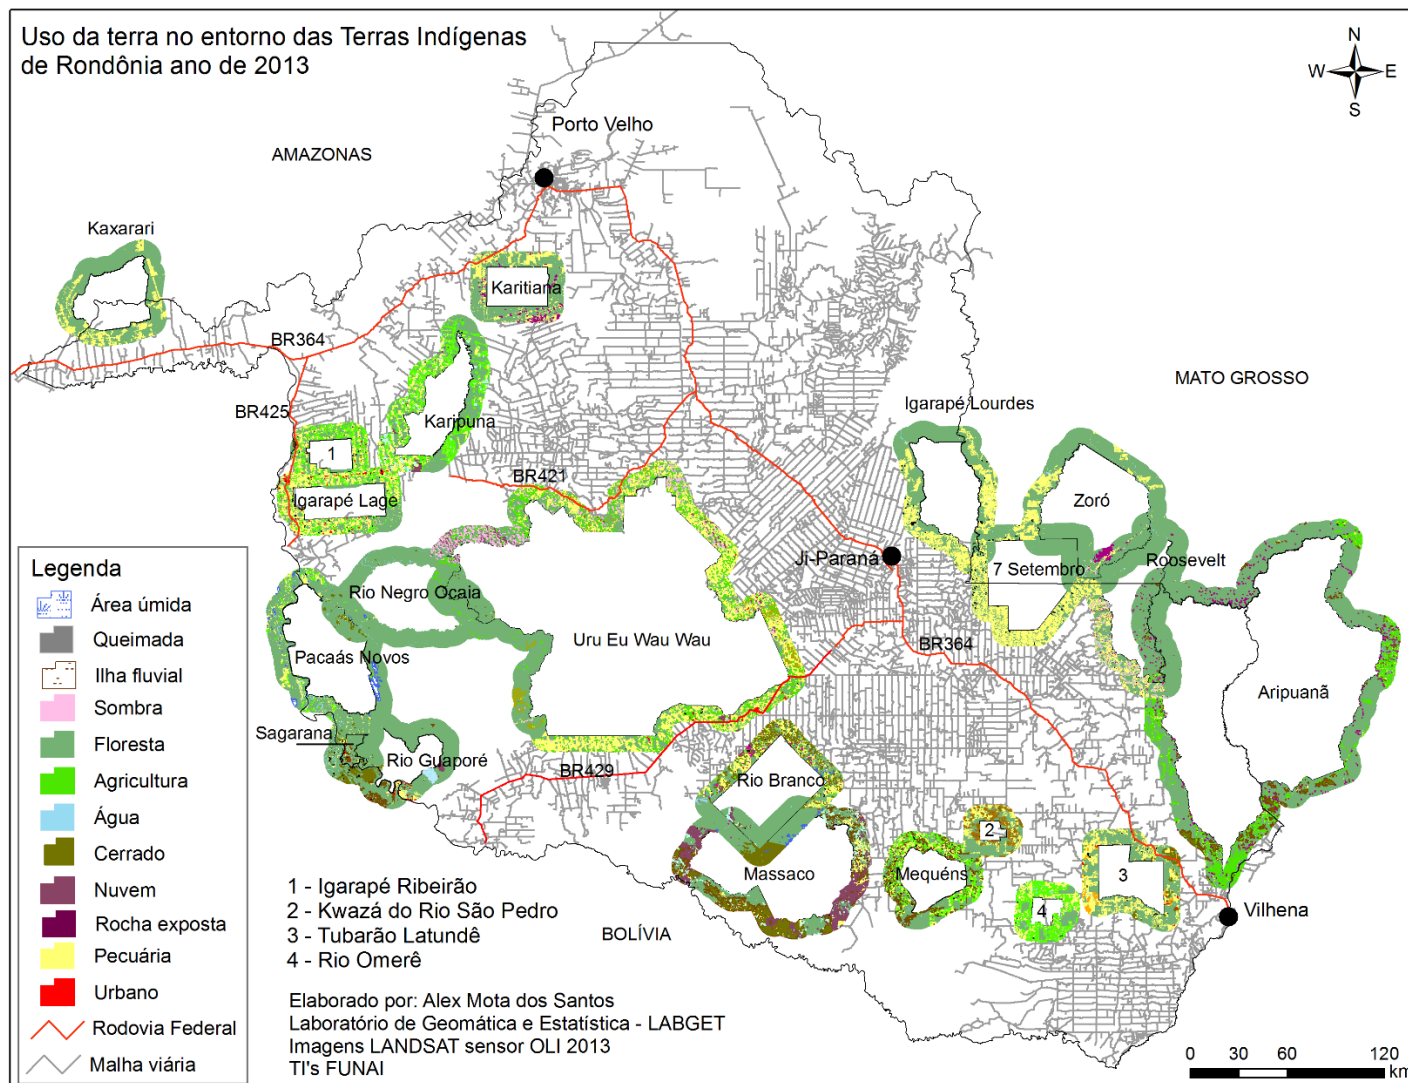 Uso da terra no entorno das Terras Indígenas
de Rondônia ano de 2013
N
W E
S
Porto Velho
AMAZONAS
Kaxarari
Karitiana
BR364
MATO GROSSO
BR425
Igarapé Lourdes
Karipuna
1
BR421
Igarapé Lage
Zoró
Ji-Paraná
7 Setembro
Roosevelt
Rio Negro Ocaia
Uru Eu Wau Wau
BR364
Pacaás Novos
Aripuanã
Sagarana
Rio Guaporé
BR429
Rio Branco
2
Massaco
Mequéns
3
4
Vilhena
BOLÍVIA
Legenda
Área úmida
Queimada
Ilha fluvial
Sombra
Floresta
Agricultura
Água
Cerrado
Nuvem
Rocha exposta
Pecuária
Urbano
Rodovia Federal
Malha viária
1 - Igarapé Ribeirão
2 - Kwazá do Rio São Pedro
3 - Tubarão Latundê
4 - Rio Omerê
Elaborado por: Alex Mota dos Santos
Laboratório de Geomática e Estatística - LABGET
Imagens LANDSAT sensor OLI 2013
TI's FUNAI
0 30 60 120
km